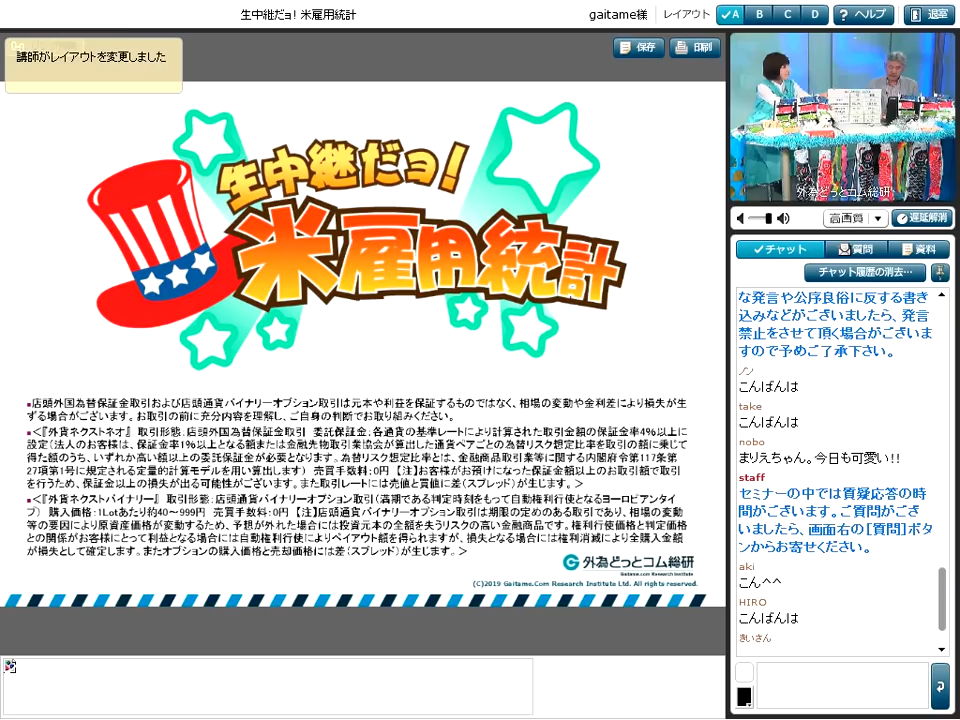 生中継だョ! 米雇用統計
gaitame様
レイアウト
A
B
C
D
ヘルプ
退室
講師がレイアウトを変更しました
保存
印刷
生中継だョ!
米雇用統計
■店頭外国為替保証金取引および店頭通貨バイナリーオプション取引は元本や利益を保証するものではなく、相場の変動や金利差により損失が生
ずる場合がございます。お取引の前に充分内容を理解し、ご自身の判断でお取り組みください。
■<『外貨ネクストネオ』 取引形態:店頭外国為替保証金取引 委託保証金:各通貨の基準レートにより計算された取引金額の保証金率4%以上に
設定(法人のお客様は、保証金率1%以上となる額または金融先物取引業協会が算出した通貨ペアごとの為替リスク想定比率を取引の額に乗じて
得た額のうち、いずれか高い額以上の委託保証金が必要となります。為替リスク想定比率とは、金融商品取引業等に関する内閣府令第117条第
27項第1号に規定される定量的計算モデルを用い算出します) 売買手数料:0円 【注】お客様がお預けになった保証金額以上のお取引額で取引
を行うため、保証金以上の損失が出る可能性がございます。また取引レートには売値と買値に差(スプレッド)が生じます。>
■<『外貨ネクストバイナリー』 取引形態:店頭通貨バイナリーオプション取引(満期である判定時刻をもって自動権利行使となるヨーロピアンタイ
プ) 購入価格:1Lotあたり約40~999円 売買手数料:0円 【注】店頭通貨バイナリーオプション取引は期限の定めのある取引であり、相場の変動
等の要因により原資産価格が変動するため、予想が外れた場合には投資元本の全額を失うリスクの高い金融商品です。権利行使価格と判定価格
との関係がお客様にとって利益となる場合には自動権利行使によりペイアウト額を得られますが、損失となる場合には権利消滅により全購入金額
が損失として確定します。またオプションの購入価格と売却価格には差(スプレッド)が生じます。>
外為どっとコム総研
Gaitame.com Research Institute
(C)2019 Gaitame.Com Research Institute Ltd. All rights reserved.
外為どっとコム総研
高画質
遅延解消
チャット
質問
資料
チャット履歴の消去…
な発言や公序良俗に反する書き
込みなどがございましたら、発言
禁止をさせて頂く場合がございま
すので予めご了承下さい。
こんばんは
take
こんばんは
nobo
まりえちゃん。今日も可愛い!!
staff
セミナーの中では質疑応答の時
間がございます。ご質問がござ
いましたら、画面右の[質問]ボタ
ンからお寄せください。
aki
こん^^
HIRO
こんばんは
きいさん